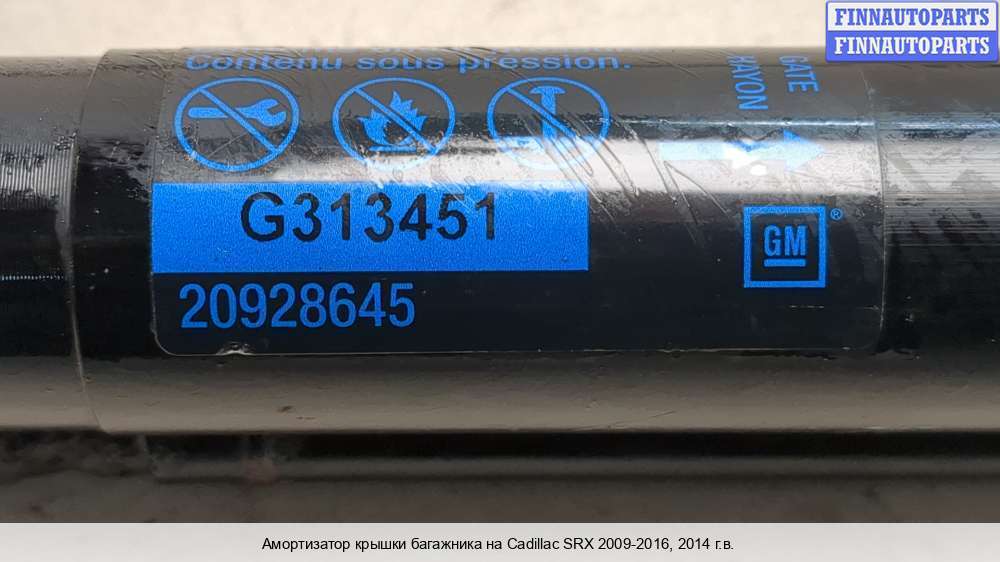 FINNAUTOPARTS
FINNAUTOPARTS
contenu sous pression.
GATE
HAYON
G313451
GM®
20928645
Амортизатор крышки багажника на Cadillac SRX 2009-2016, 2014 г.в.